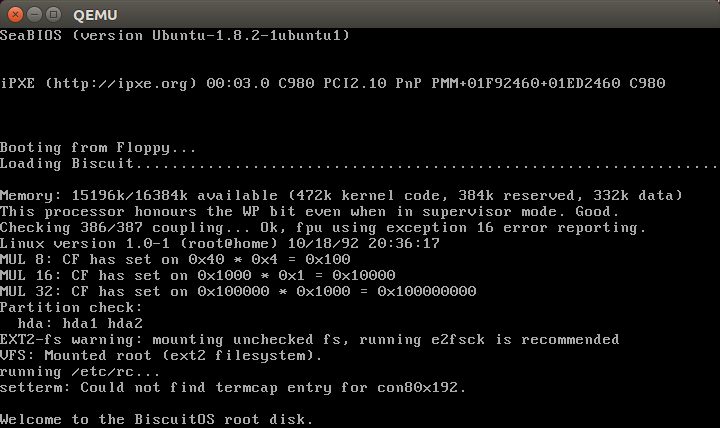 QEMU
SeaBIOS (version Ubuntu-1.8.2-1ubuntu1)
iPXE (http://ipxe.org) 00:03.0 C980 PCI2.10 PnP PMM+01F92460+01ED2460 C980
Booting from Floppy...
Loading Biscuit.........................................................................
Memory: 15196k/16384k available (472k kernel code, 384k reserved, 332k data)
This processor honours the WP bit even when in supervisor mode. Good.
Checking 386/387 coupling... Ok, fpu using exception 16 error reporting.
Linux version 1.0-1 (root@home) 10/18/92 20:36:17
MUL 8: CF has set on 0x40 * 0x4 = 0x100
MUL 16: CF has set on 0x1000 * 0x1 = 0x10000
MUL 32: CF has set on 0x100000 * 0x1000 = 0x100000000
Partition check:
hda: hda1 hda2
EXT2-fs warning: mounting unchecked fs, running e2fsck is recommended
VFS: Mounted root (ext2 filesystem).
running /etc/rc...
setterm: Could not find termcap entry for con80x192.
Welcome to the BiscuitOS root disk.